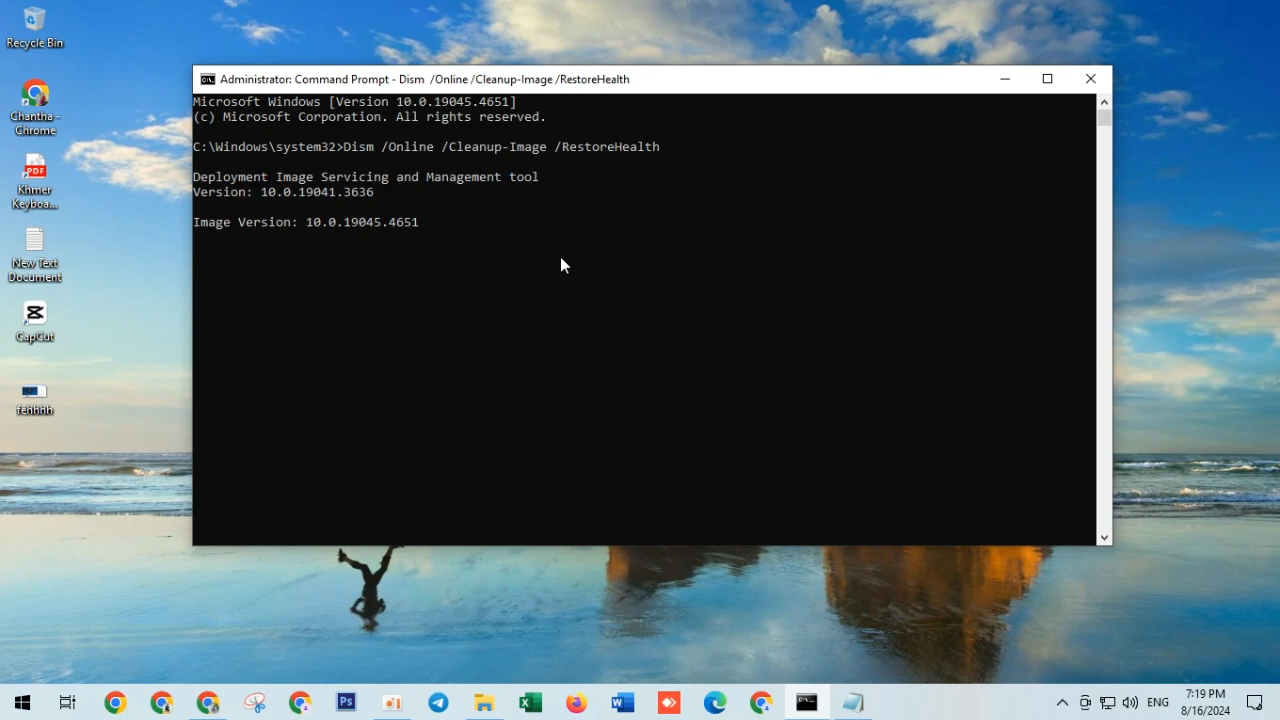 Recycle Bin
Chantha -
Chrome
Khmer
Keyboa...
New Text
Document
CapCut
fehhhh
Administrator: Command Prompt - Dism  /Online /Cleanup-Image /RestoreHealth
Microsoft Windows [Version 10.0.19045.4651]
(c) Microsoft Corporation. All rights reserved.
C:\Windows\system32>Dism /Online /Cleanup-Image /RestoreHealth
Deployment Image Servicing and Management tool
Version: 10.0.19041.3636
Image Version: 10.0.19045.4651
ENG
7:19 PM
8/16/2024